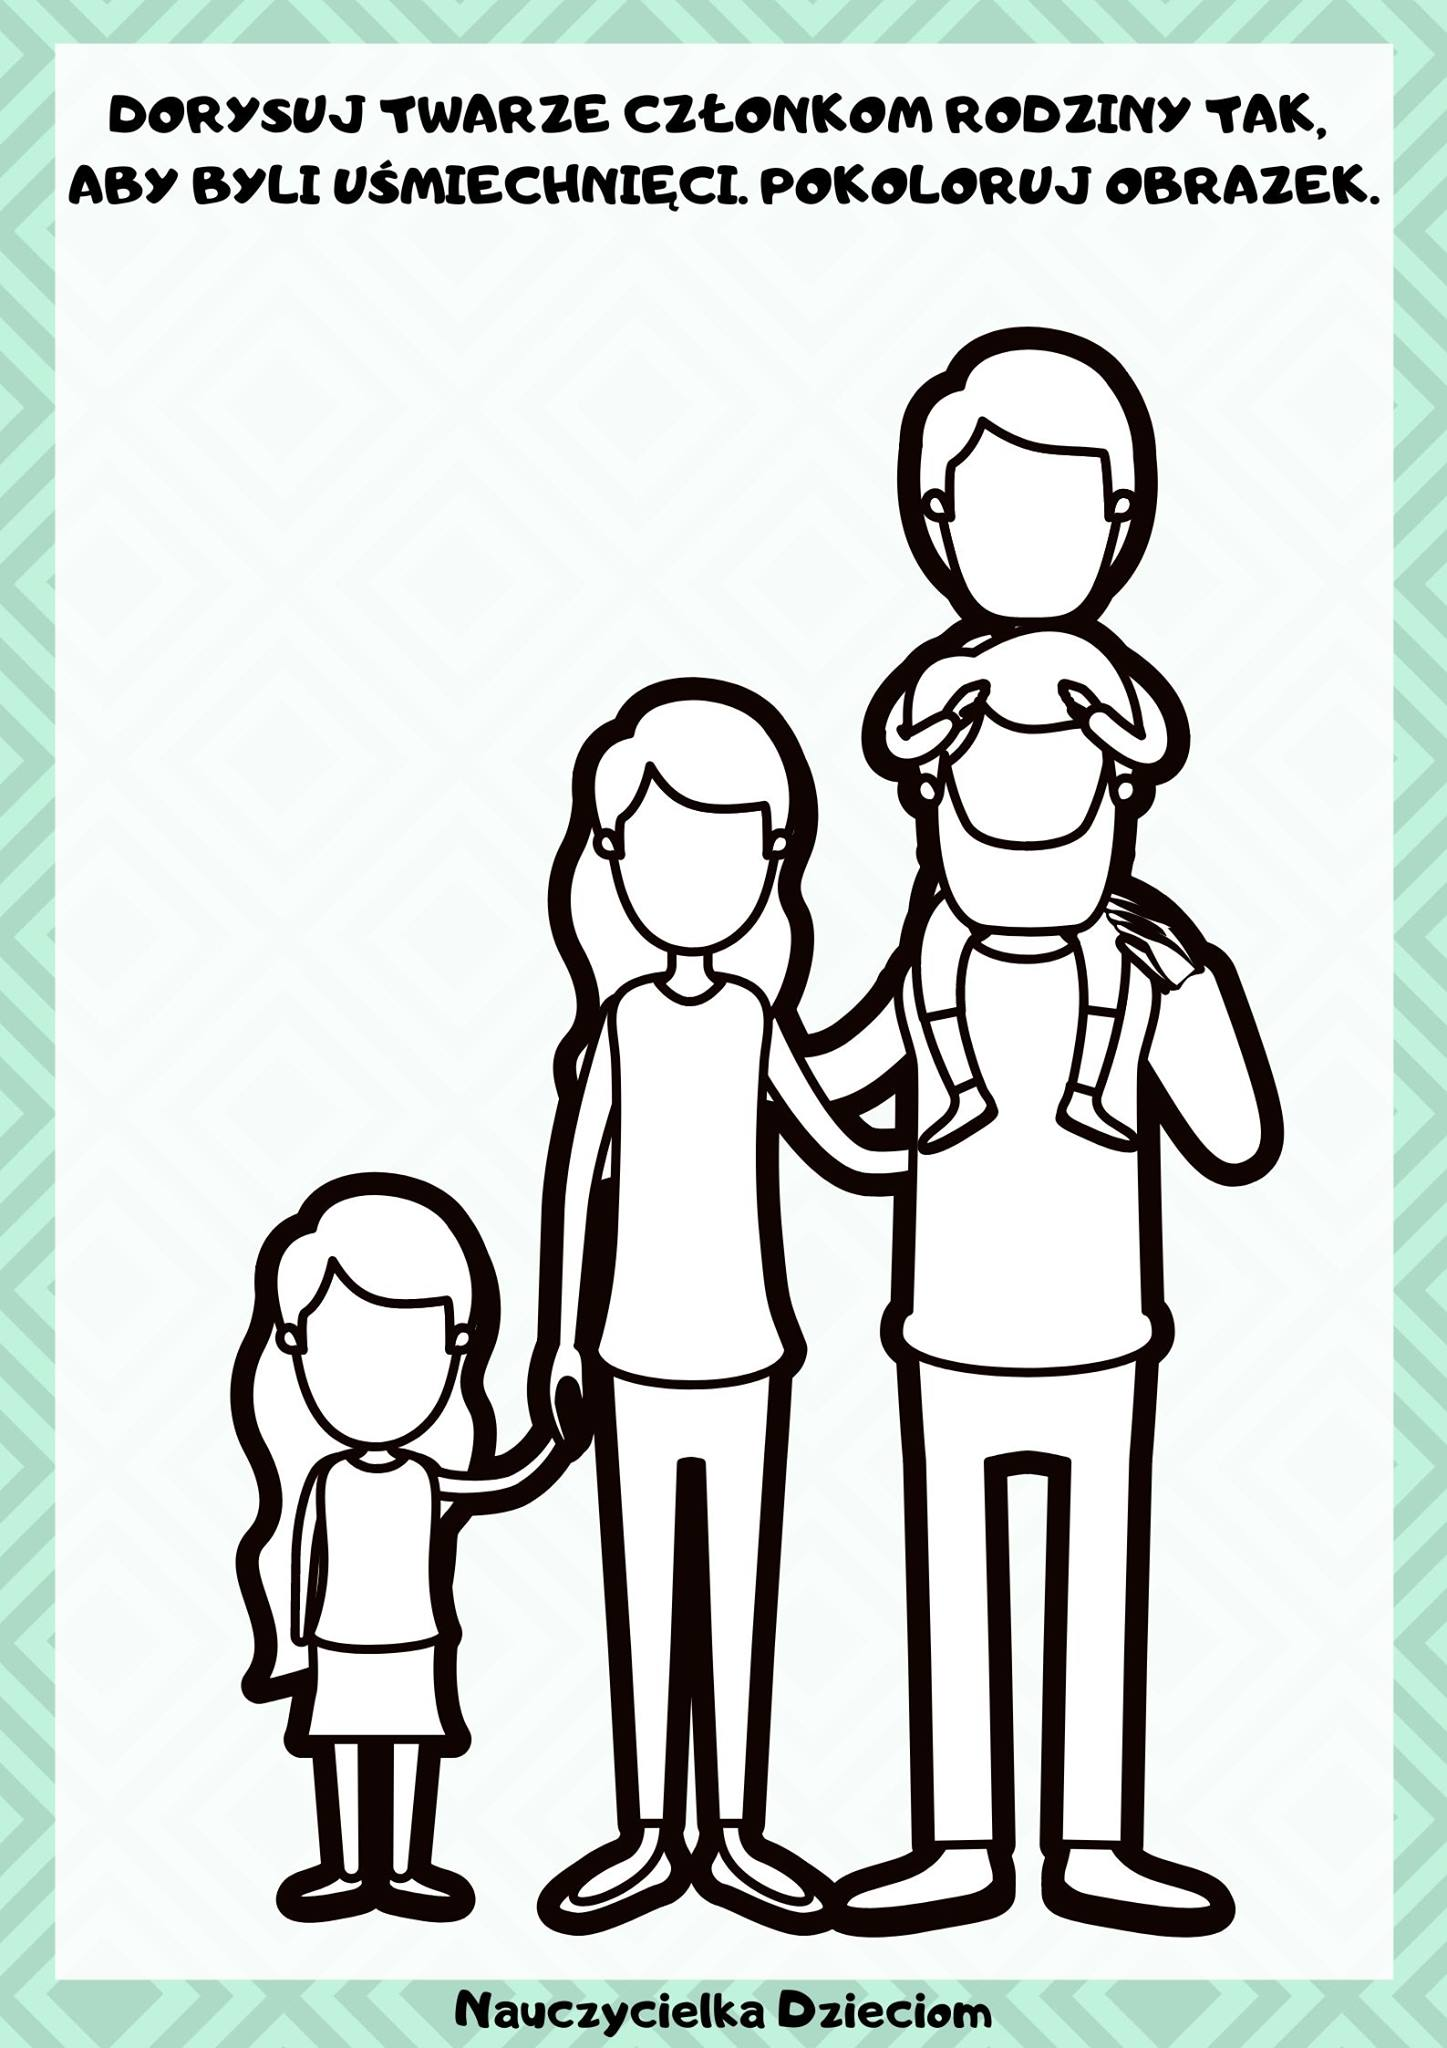 DORYSUJ TWARZE CZŁONKOM RODZINY TAK,
ABY BYLI UŚMIECHNIĘCI. POKOLORUJ OBRAZEK.
Nauczycielka Dzieciom